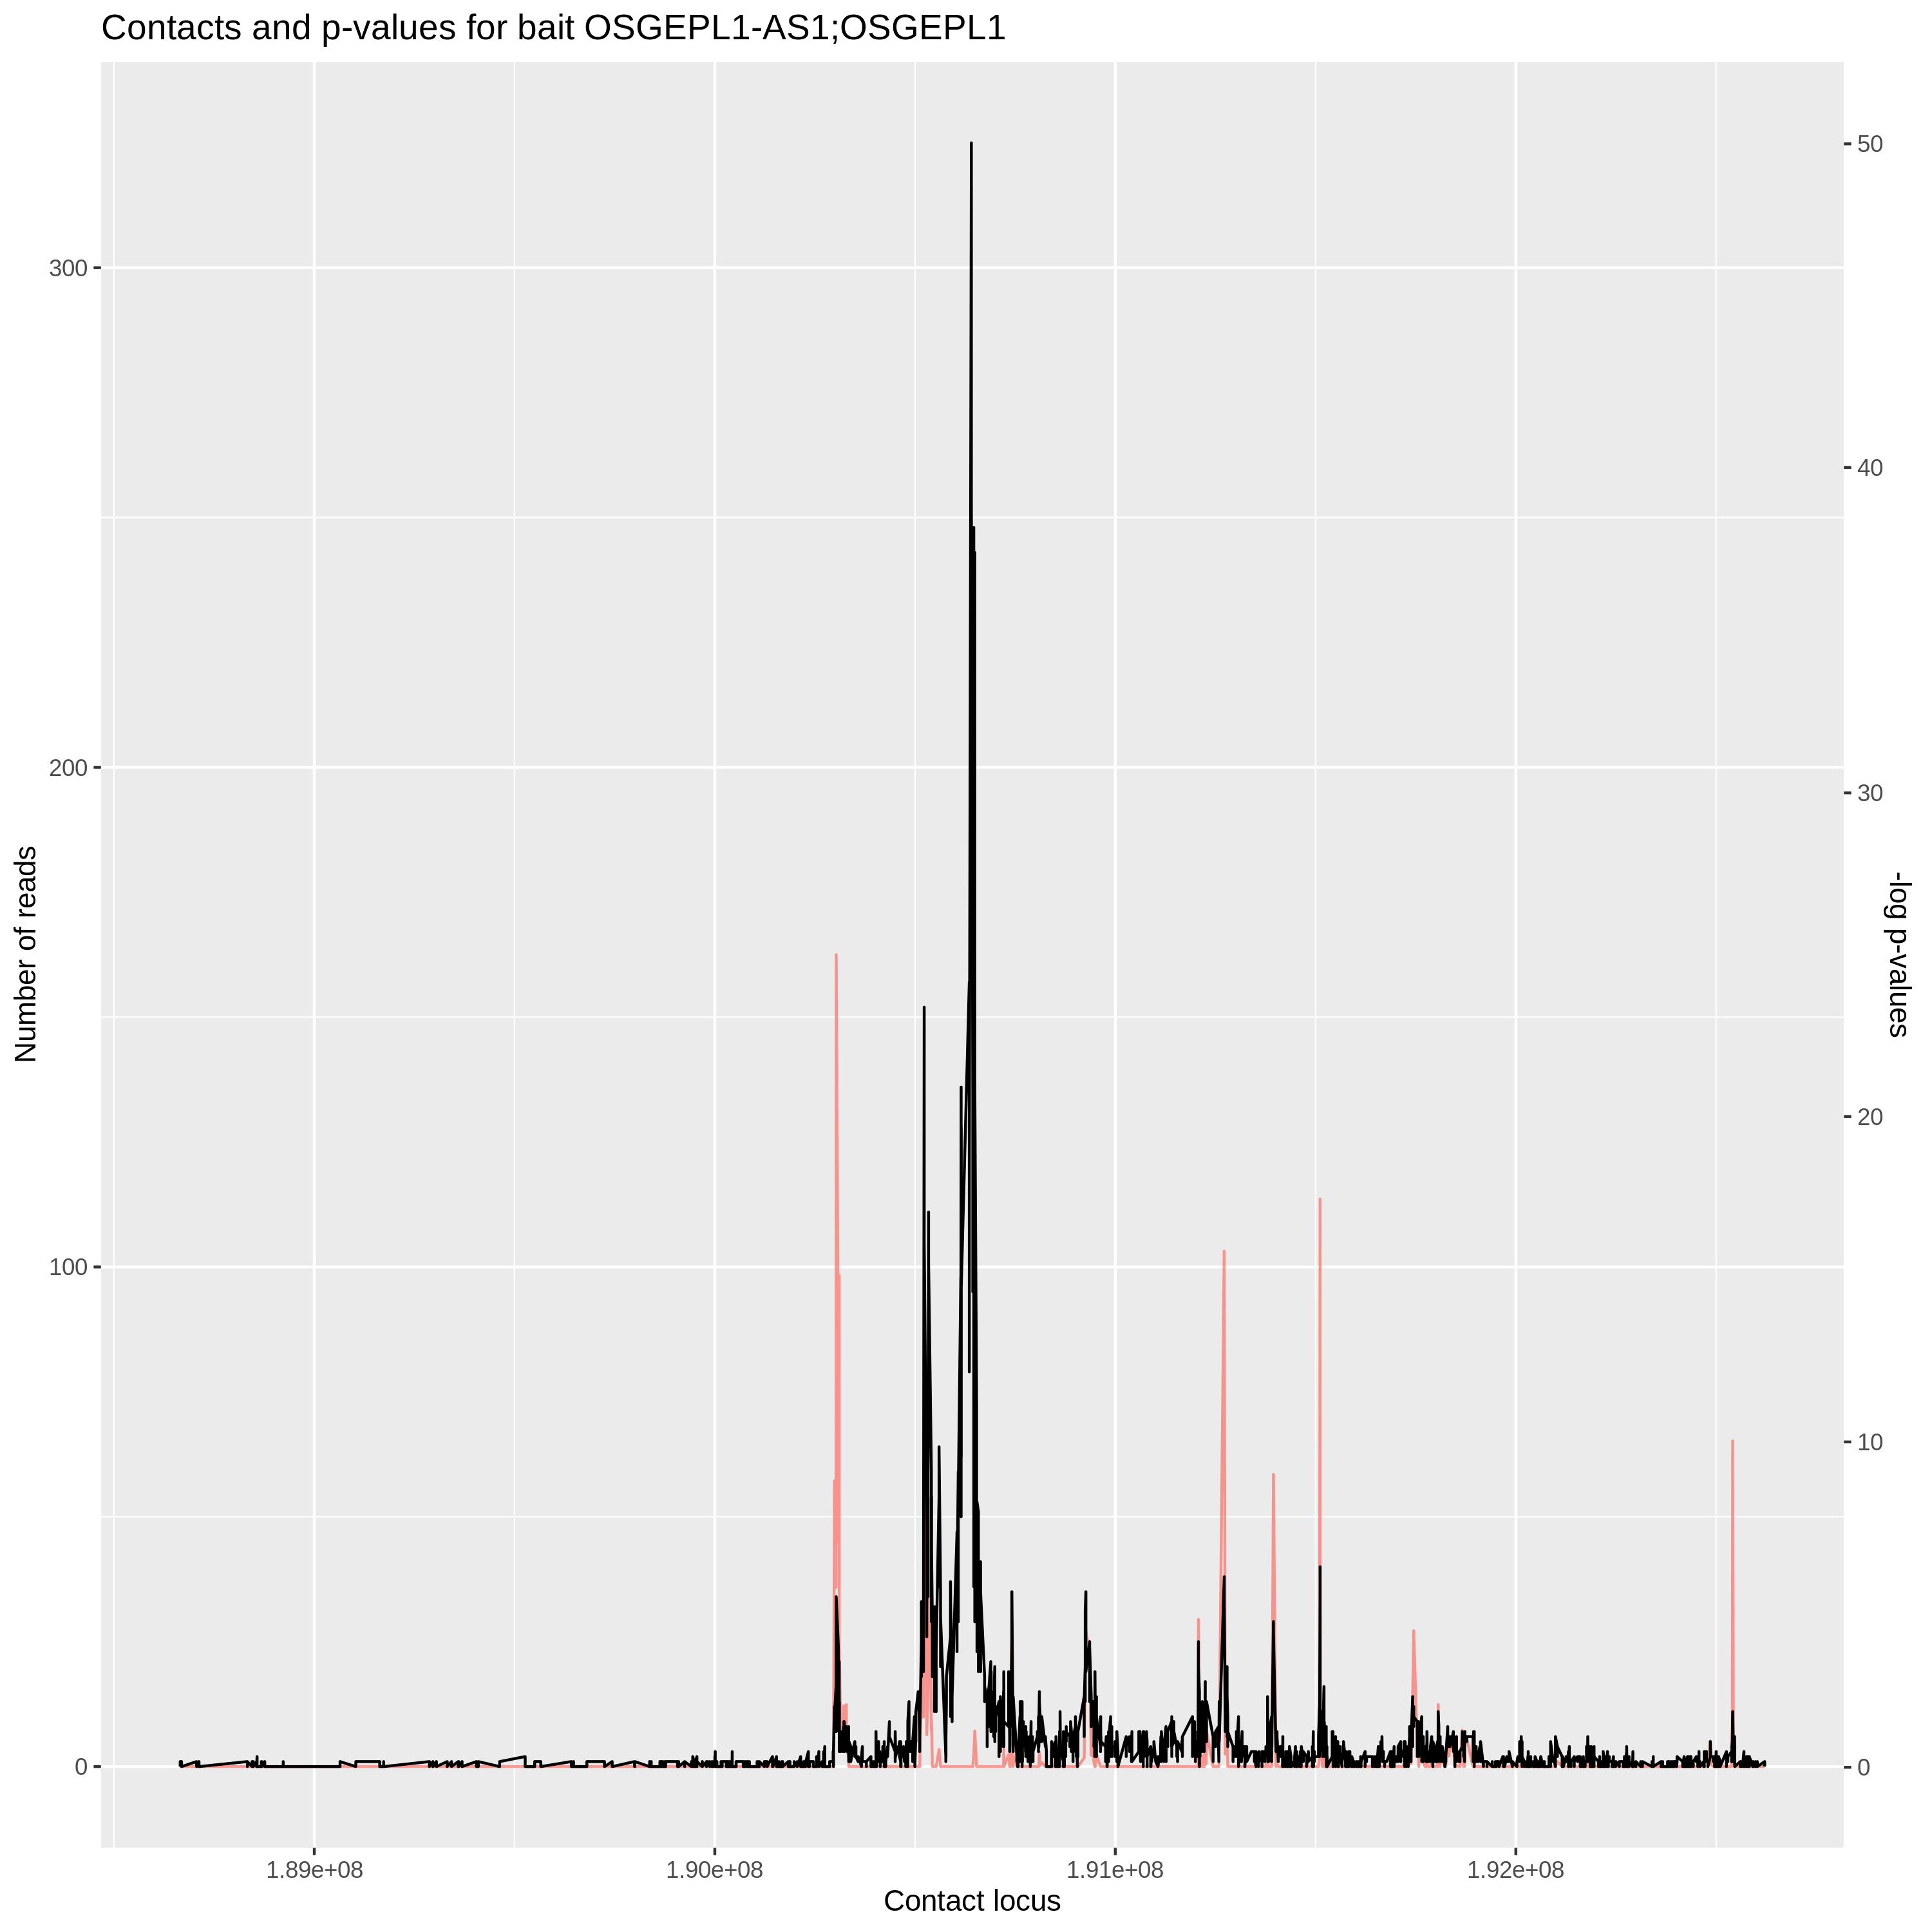 Contacts and p-values for bait OSGEPL1-AS1;OSGEPL1
Number of reads
300
200
100
0
50
40
30
20
10
0
-log p-values
1.89e+08
1.90e+08
1.91e+08
1.92e+08
Contact locus